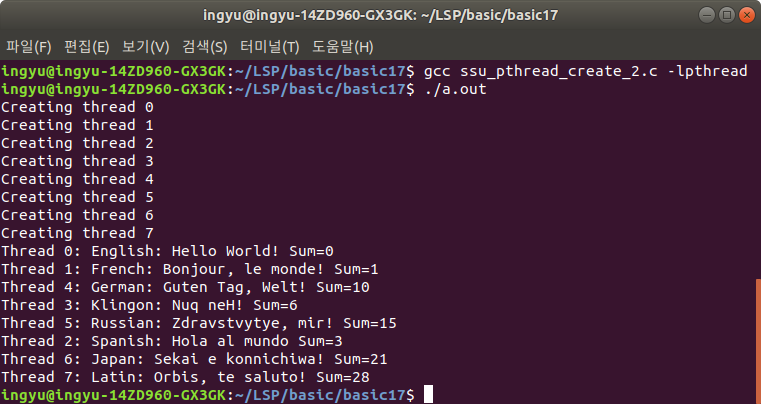 ingyu@ingyu-14ZD960-GX3GK: ~/LSP/basic/basic17
파일(F) 편집(E) 보기(V) 검색(S) 터미널(T) 도움말(H)
ingyu@ingyu-14ZD960-GX3GK:~/LSP/basic/basic17$ gcc ssu_pthread_create_2.c -lpthread
ingyu@ingyu-14ZD960-GX3GK:~/LSP/basic/basic17$ ./a.out
Creating thread 0
Creating thread 1
Creating thread 2
Creating thread 3
Creating thread 4
Creating thread 5
Creating thread 6
Creating thread 7
Thread 0: English: Hello World! Sum=0
Thread 1: French: Bonjour, le monde! Sum=1
Thread 4: German: Guten Tag, Welt! Sum=10
Thread 3: Klingon: Nuq neH! Sum=6
Thread 5: Russian: Zdravstvytye, mir! Sum=15
Thread 2: Spanish: Hola al mundo Sum=3
Thread 6: Japan: Sekai e konnichiwa! Sum=21
Thread 7: Latin: Orbis, te saluto! Sum=28
ingyu@ingyu-14ZD960-GX3GK:~/LSP/basic/basic17$